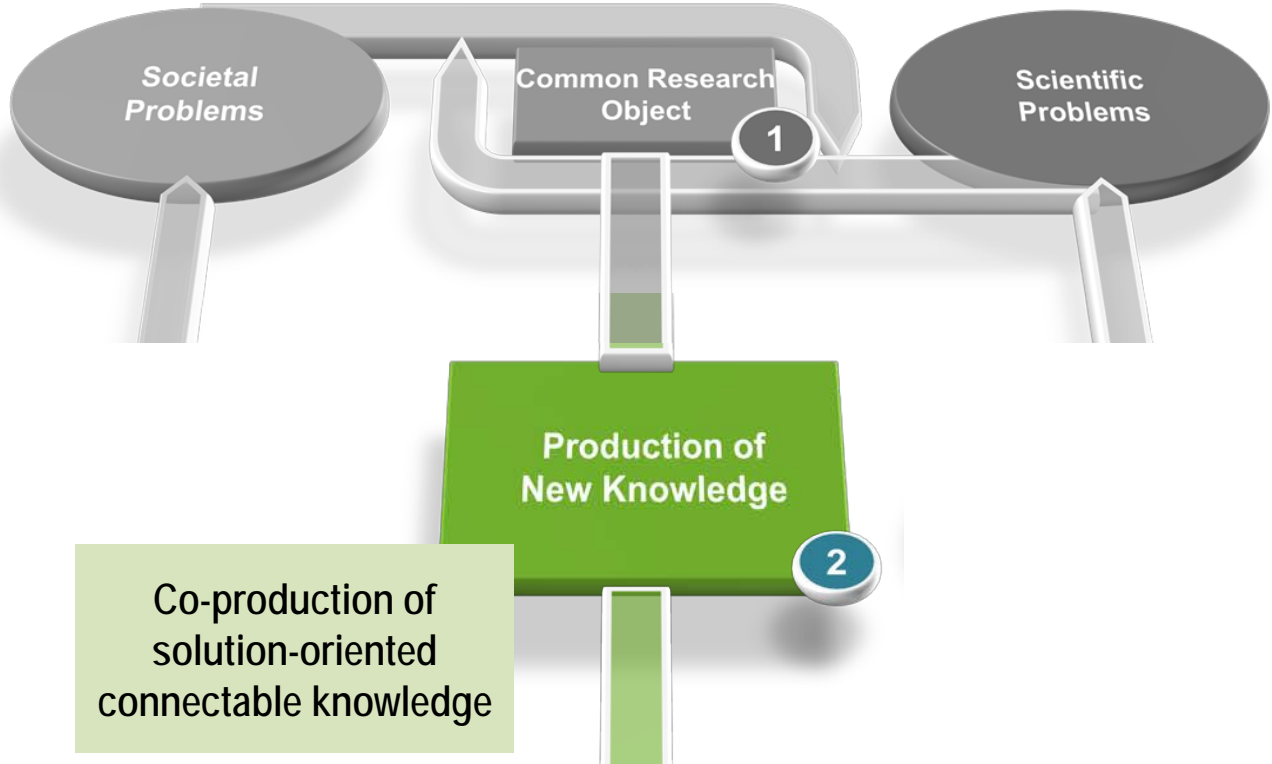 Societal
Problems
Common Research
Object
1
Scientific
Problems
Production of
New Knowledge
2
Co-production of
solution-oriented
connectable knowledge